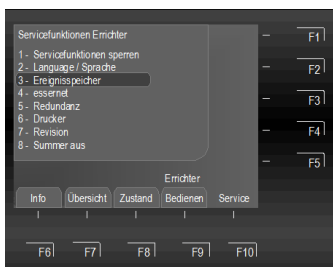 Servicefunktionen Errichter
1 - Servicefunktionen sperren
2 - Language / Sprache
3 - Ereignisspeicher
4 - essernet
5 - Redundanz
6 - Drucker
7 - Revision
8 - Summer aus
F1
F2
F3
F4
F5
Errichter
Info Übersicht Zustand Bedienen Service
F6 F7 F8 F9 F10